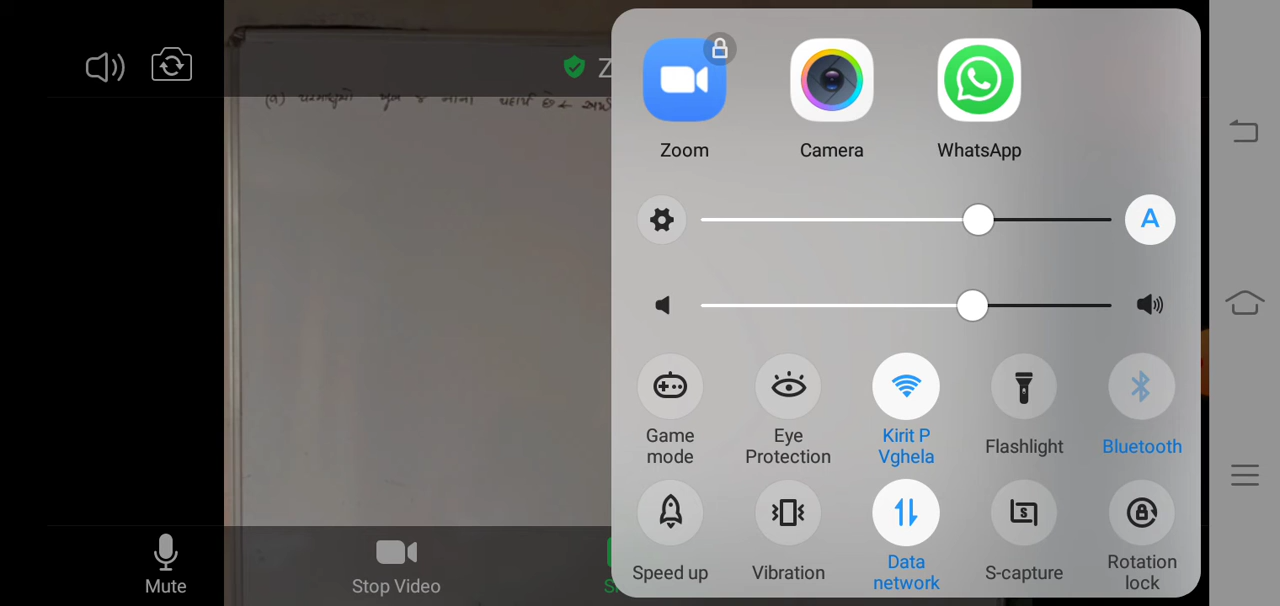 Z
Zoom
Camera
WhatsApp
A
Game mode
Eye Protection
Kirit P Vghela
Flashlight
Bluetooth
Speed up
Vibration
Data network
S-capture
Rotation lock
Mute
Stop Video